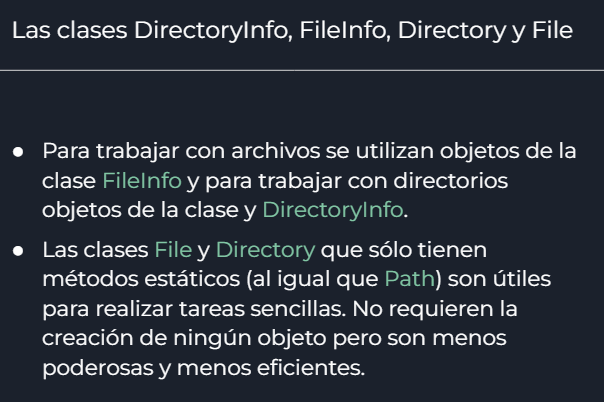 Las clases DirectoryInfo, FileInfo, Directory y File
● Para trabajar con archivos se utilizan objetos de la
clase FileInfo y para trabajar con directorios
objetos de la clase y DirectoryInfo.
● Las clases File y Directory que sólo tienen
métodos estáticos (al igual que Path) son útiles
para realizar tareas sencillas. No requieren la
creación de ningún objeto pero son menos
poderosas y menos eficientes.